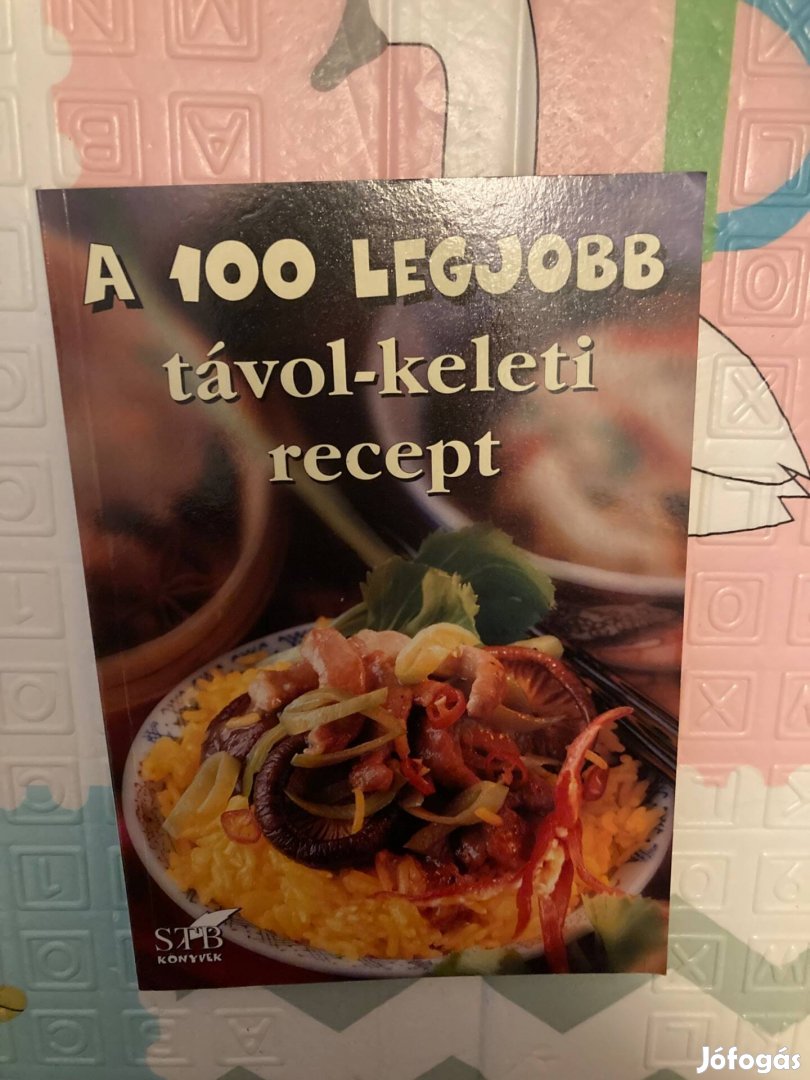 A 100 LEGJOBB
távol-keleti
recept
STB
KÖNYVEK
Jófogás